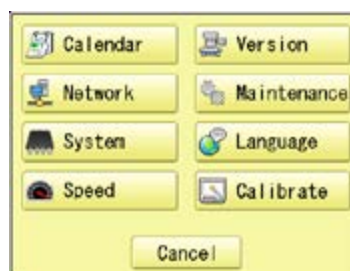 Calendar
Version
Network
Maintenance
System
Language
Speed
Calibrate
Cancel